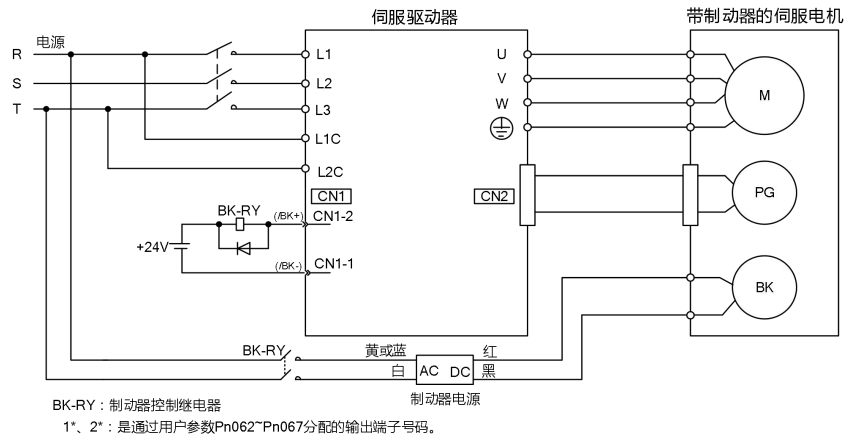 伺服驱动器
带制动器的伺服电机
电源
R
S
T
L1
L2
L3
L1C
L2C
U
V
W
M
CN1
CN2
PG
BK-RY
(/BK+)
CN1-2
+24V
(/BK-)
CN1-1
BK
BK-RY
黄或蓝
红
白
AC
DC
黑
制动器电源
BK-RY：制动器控制继电器
1*、2*：是通过用户参数Pn062~Pn067分配的输出端子号码。